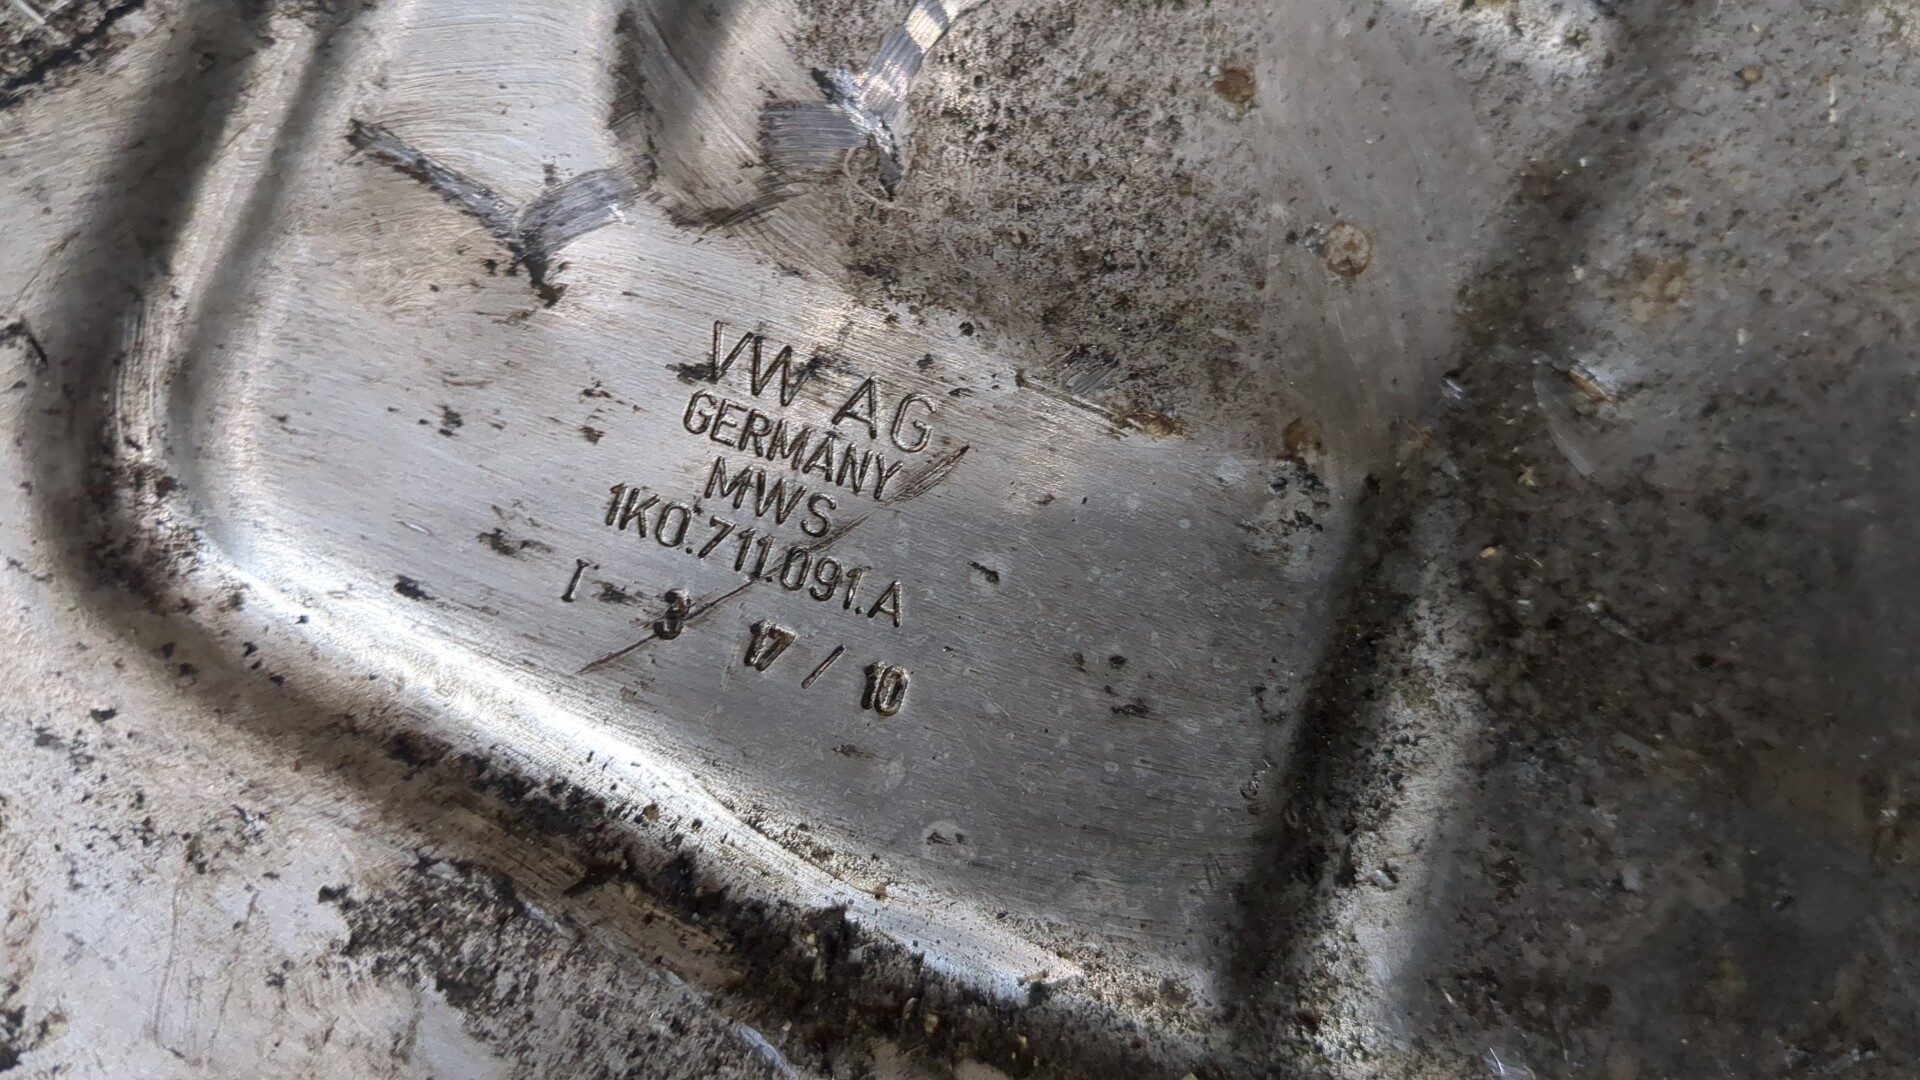 VW AG
GERMANY
MWS
1K0.711.091.A
I 3 17 / 10